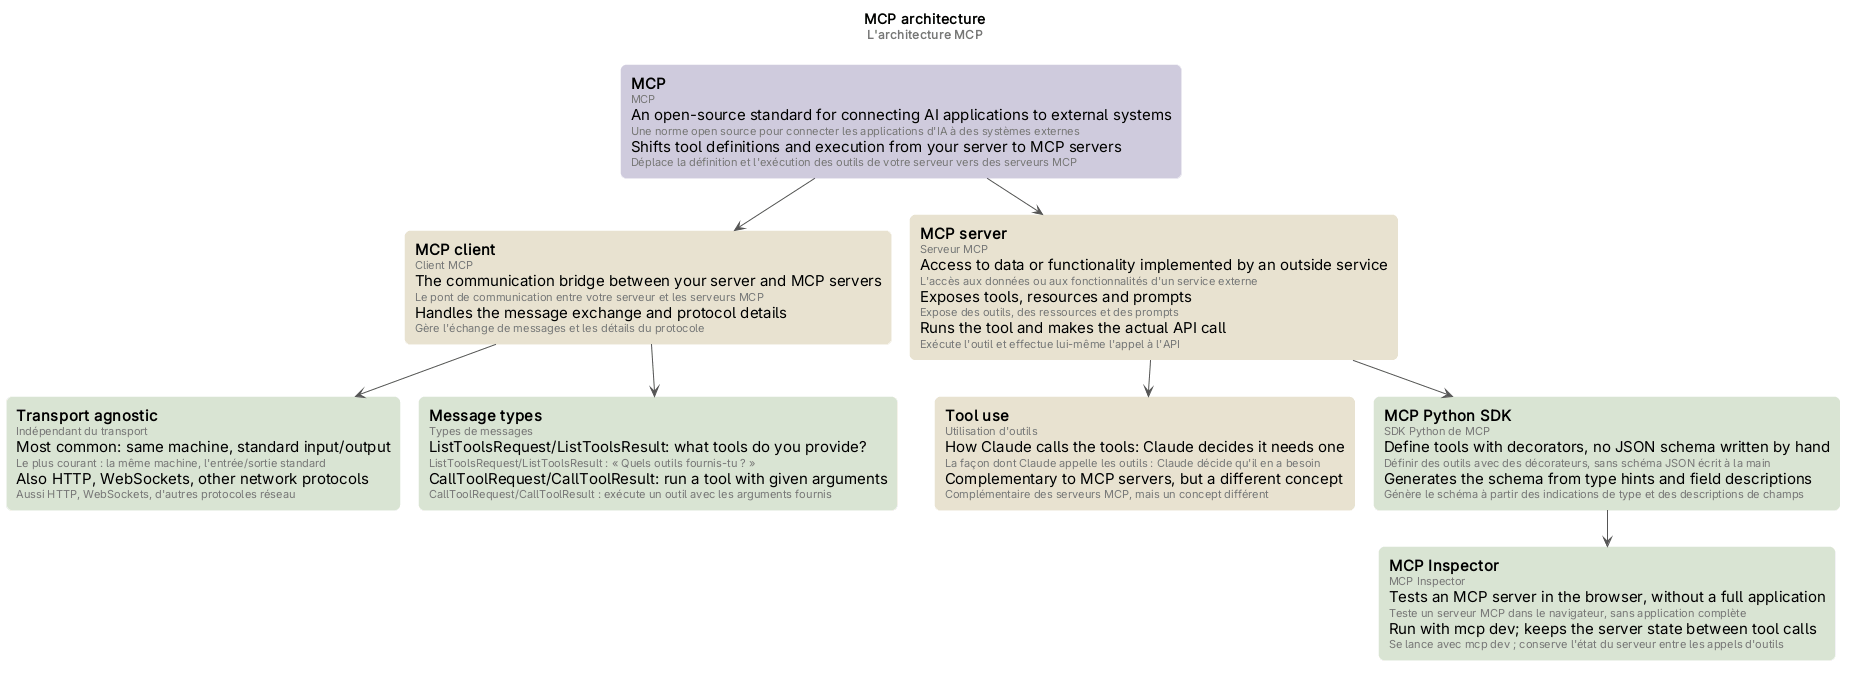 MCP architecture
L'architecture MCP
MCP
MCP
An open-source standard for connecting AI applications to external systems
Une norme open source pour connecter les applications d'IA à des systèmes externes
Shifts tool definitions and execution from your server to MCP servers
Déplace la définition et l'exécution des outils de votre serveur vers des serveurs MCP
MCP client
Client MCP
The communication bridge between your server and MCP servers
Le pont de communication entre votre serveur et les serveurs MCP
Handles the message exchange and protocol details
Gère l'échange de messages et les détails du protocole
MCP server
Serveur MCP
Access to data or functionality implemented by an outside service
L'accès aux données ou aux fonctionnalités d'un service externe
Exposes tools, resources and prompts
Expose des outils, des ressources et des prompts
Runs the tool and makes the actual API call
Exécute l'outil et effectue lui-même l'appel à l'API
Transport agnostic
Indépendant du transport
Most common: same machine, standard input/output
Le plus courant : la même machine, l'entrée/sortie standard
Also HTTP, WebSockets, other network protocols
Aussi HTTP, WebSockets, d'autres protocoles réseau
Message types
Types de messages
ListToolsRequest/ListToolsResult: what tools do you provide?
ListToolsRequest/ListToolsResult : « Quels outils fournis-tu ? »
CallToolRequest/CallToolResult: run a tool with given arguments
CallToolRequest/CallToolResult : exécute un outil avec les arguments fournis
Tool use
Utilisation d'outils
How Claude calls the tools: Claude decides it needs one
La façon dont Claude appelle les outils : Claude décide qu'il en a besoin
Complementary to MCP servers, but a different concept
Complémentaire des serveurs MCP, mais un concept différent
MCP Python SDK
SDK Python de MCP
Define tools with decorators, no JSON schema written by hand
Définir des outils avec des décorateurs, sans schéma JSON écrit à la main
Generates the schema from type hints and field descriptions
Génère le schéma à partir des indications de type et des descriptions de champs
MCP Inspector
MCP Inspector
Tests an MCP server in the browser, without a full application
Teste un serveur MCP dans le navigateur, sans application complète
Run with mcp dev; keeps the server state between tool calls
Se lance avec mcp dev ; conserve l'état du serveur entre les appels d'outils